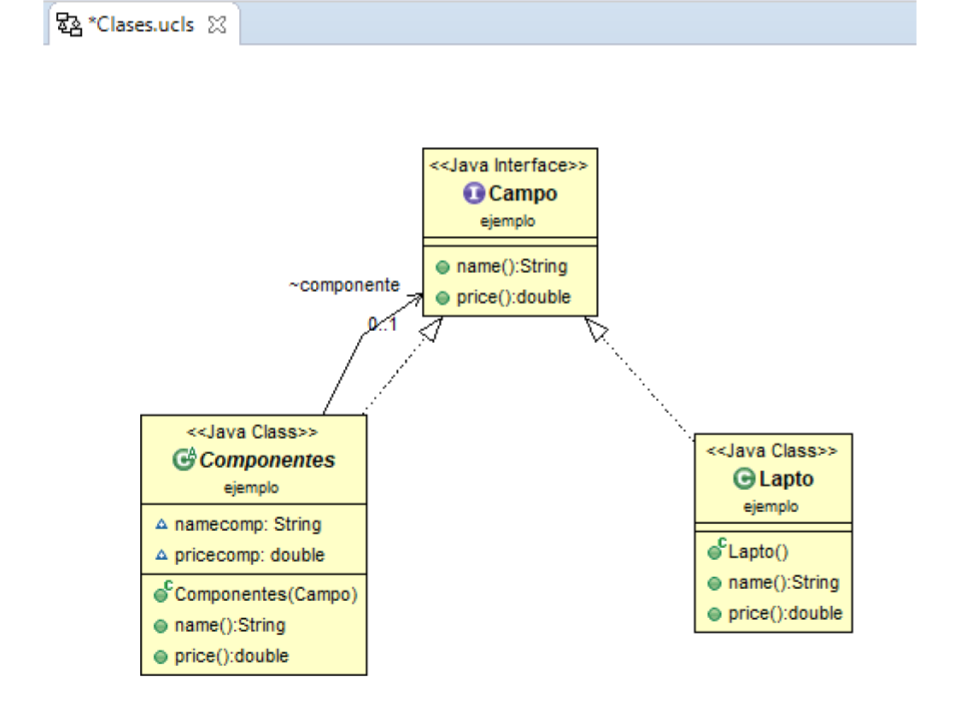 *Clases.ucls
<<Java Interface>>
Campo
ejemplo
name():String
price():double
~componente
0..1
<<Java Class>>
Componentes
ejemplo
namecomp: String
pricecomp: double
Componentes(Campo)
name():String
price():double
<<Java Class>>
Lapto
ejemplo
Lapto()
name():String
price():double